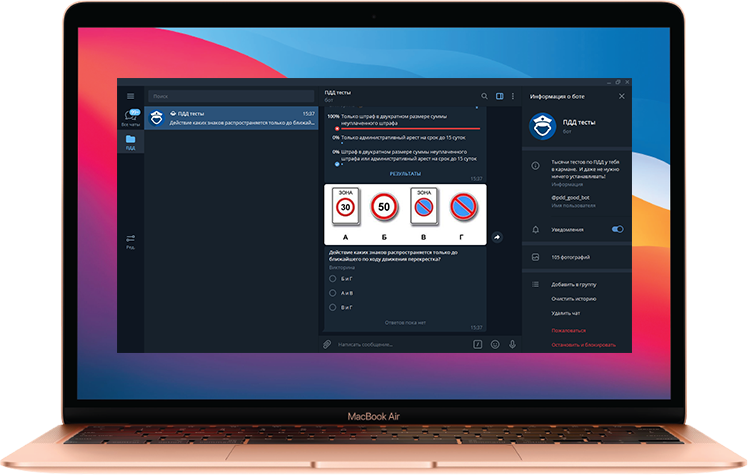 Поиск
Все чаты
99+
ПДД
Ред.
ПДД тесты
15:37
Действие каких знаков распространяется только до ближай...
ПДД тесты
бот
100% Только штраф в двукратном размере суммы
неуплаченного штрафа
0% Только административный арест на срок до 15 суток
0% Штраф в двукратном размере суммы неуплаченного
штрафа или административный арест на срок до 15 суток
РЕЗУЛЬТАТЫ
15:37
ЗОНА
30
50
ЗОНА
А Б В Г
Действие каких знаков распространяется только до
ближайшего по ходу движения перекрестка?
Викторина
Б и Г
А и В
В и Г
Ответов пока нет
15:37
Написать сообщение...
Информация о боте
ПДД тесты
бот
Тысячи тестов по ПДД у тебя
в кармане. И даже не нужно
ничего устанавливать!
Информация
@pdd_good_bot
Имя пользователя
Уведомления
105 фотографий
Добавить в группу
Очистить историю
Удалить чат
Пожаловаться
Остановить и блокировать
MacBook Air